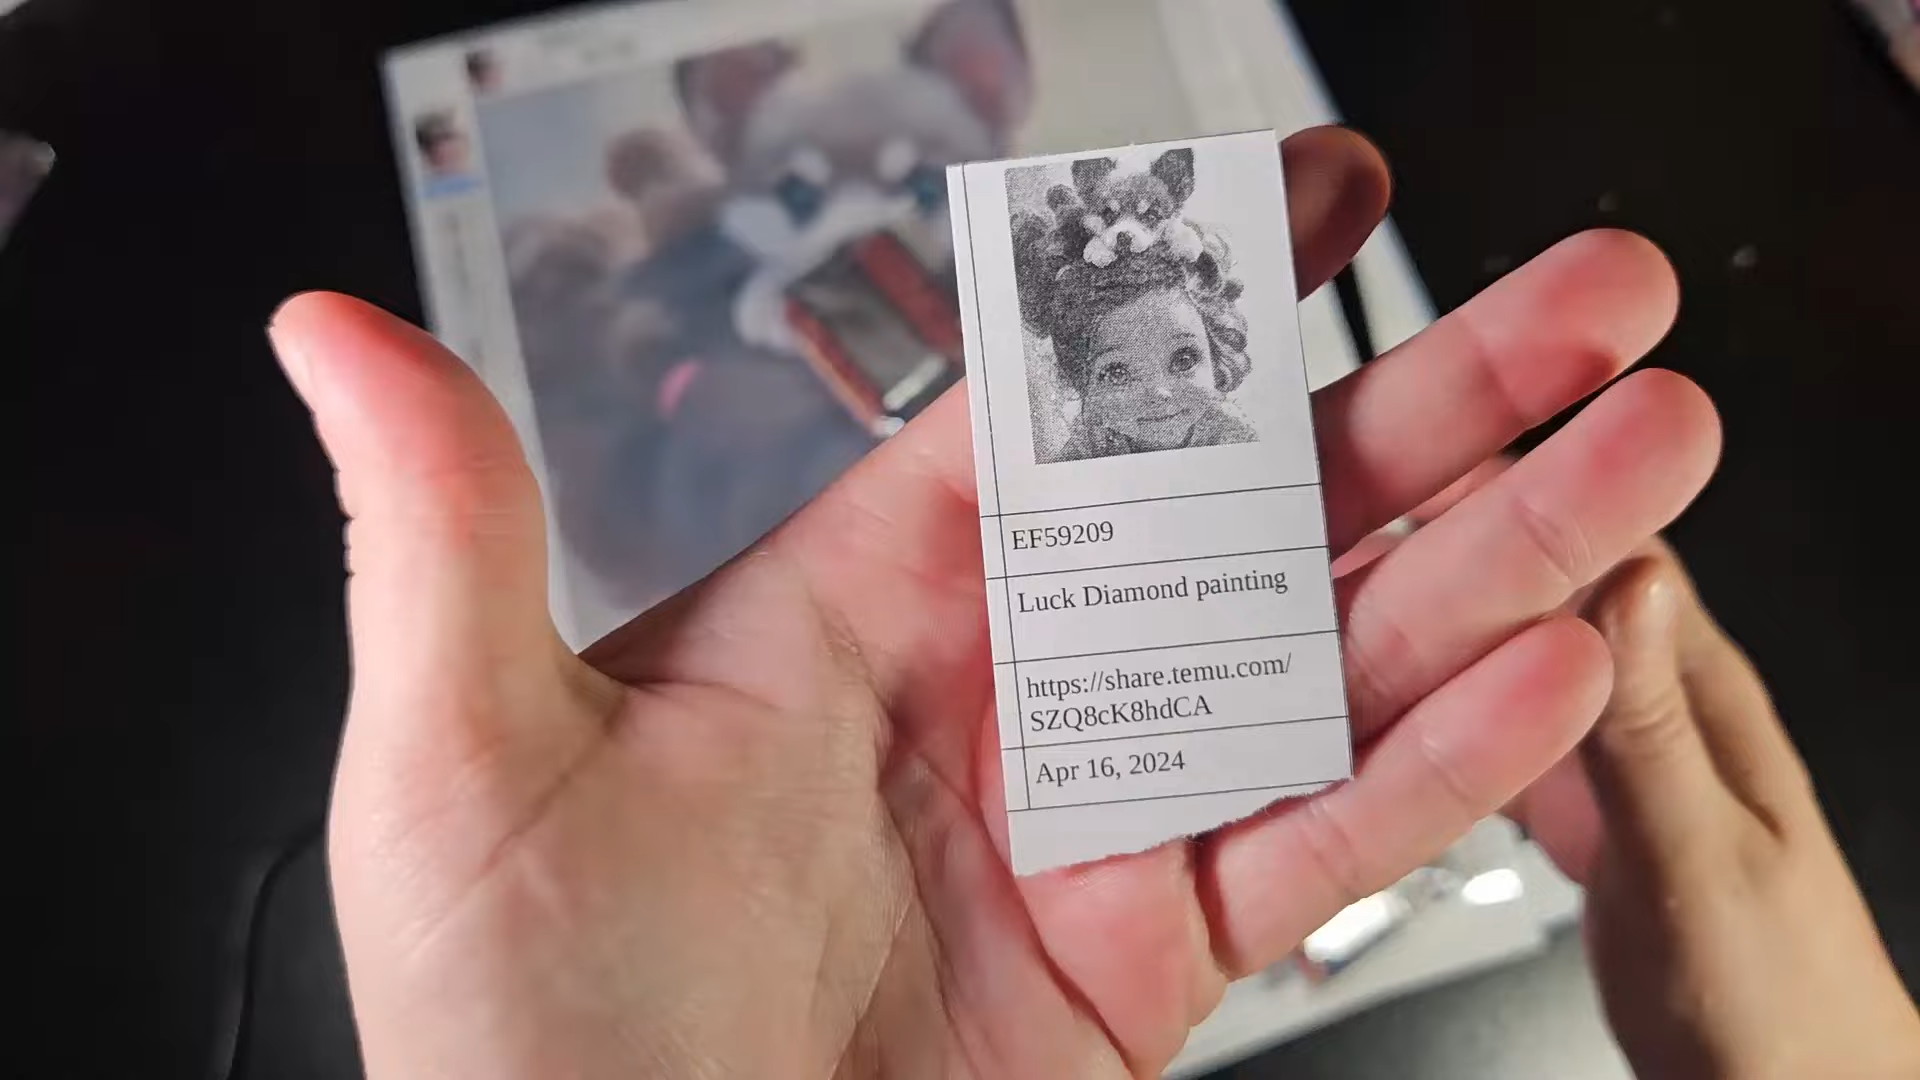 EF59209
Luck Diamond painting
https://share.temu.com/
SZQ8cK8hdCA
Apr 16, 2024